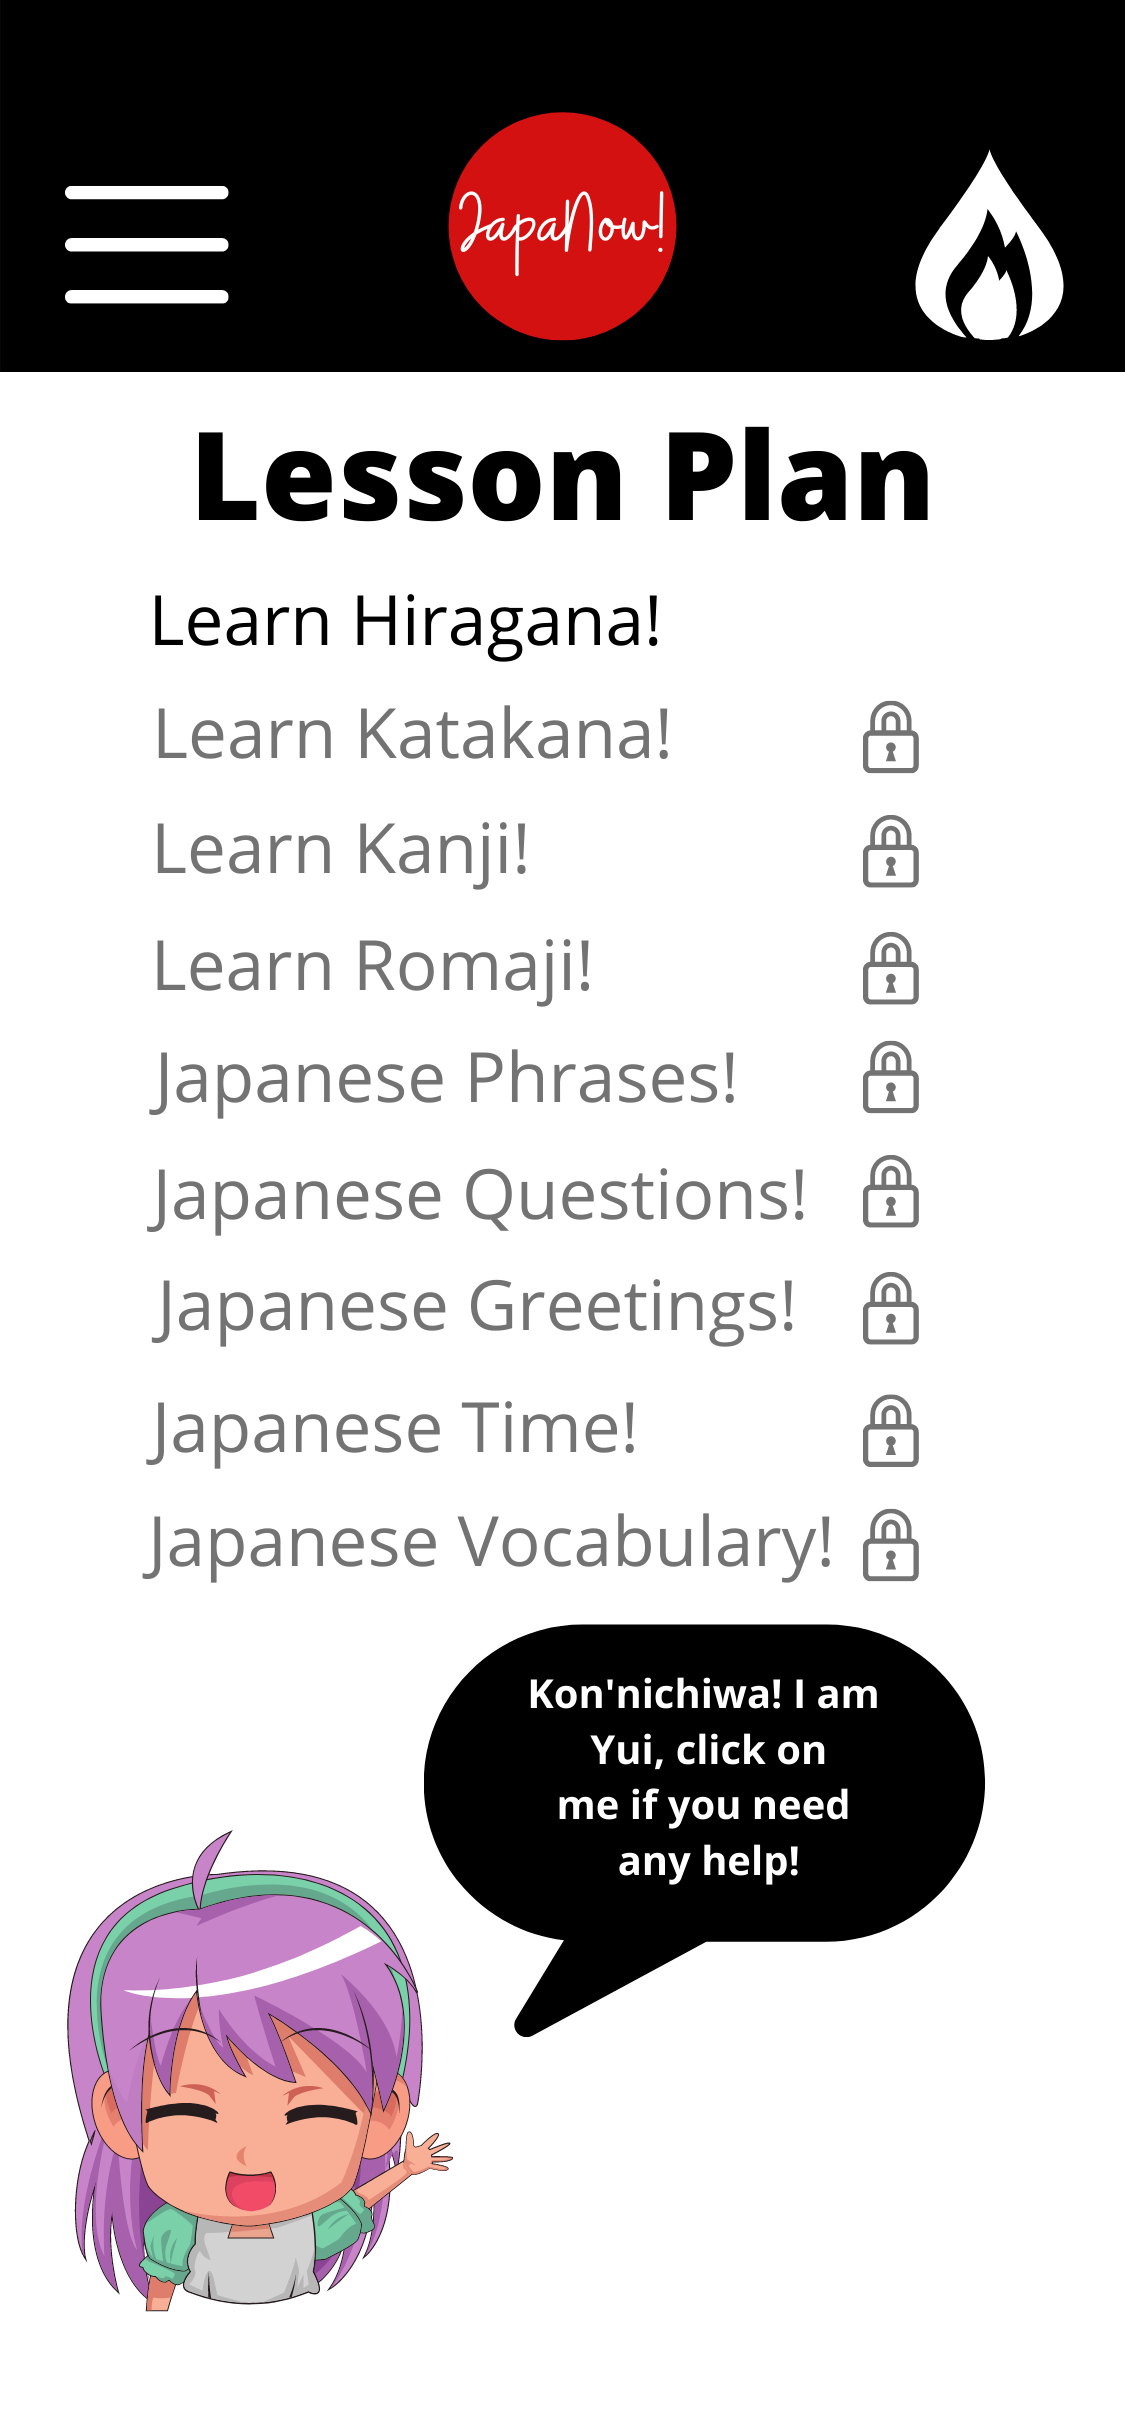 JapaNow!
Lesson Plan
Learn Hiragana!
Learn Katakana!
Learn Kanji!
Learn Romaji!
Japanese Phrases!
Japanese Questions!
Japanese Greetings!
Japanese Time!
Japanese Vocabulary!
Kon'nichiwa! I am
Yui, click on
me if you need
any help!